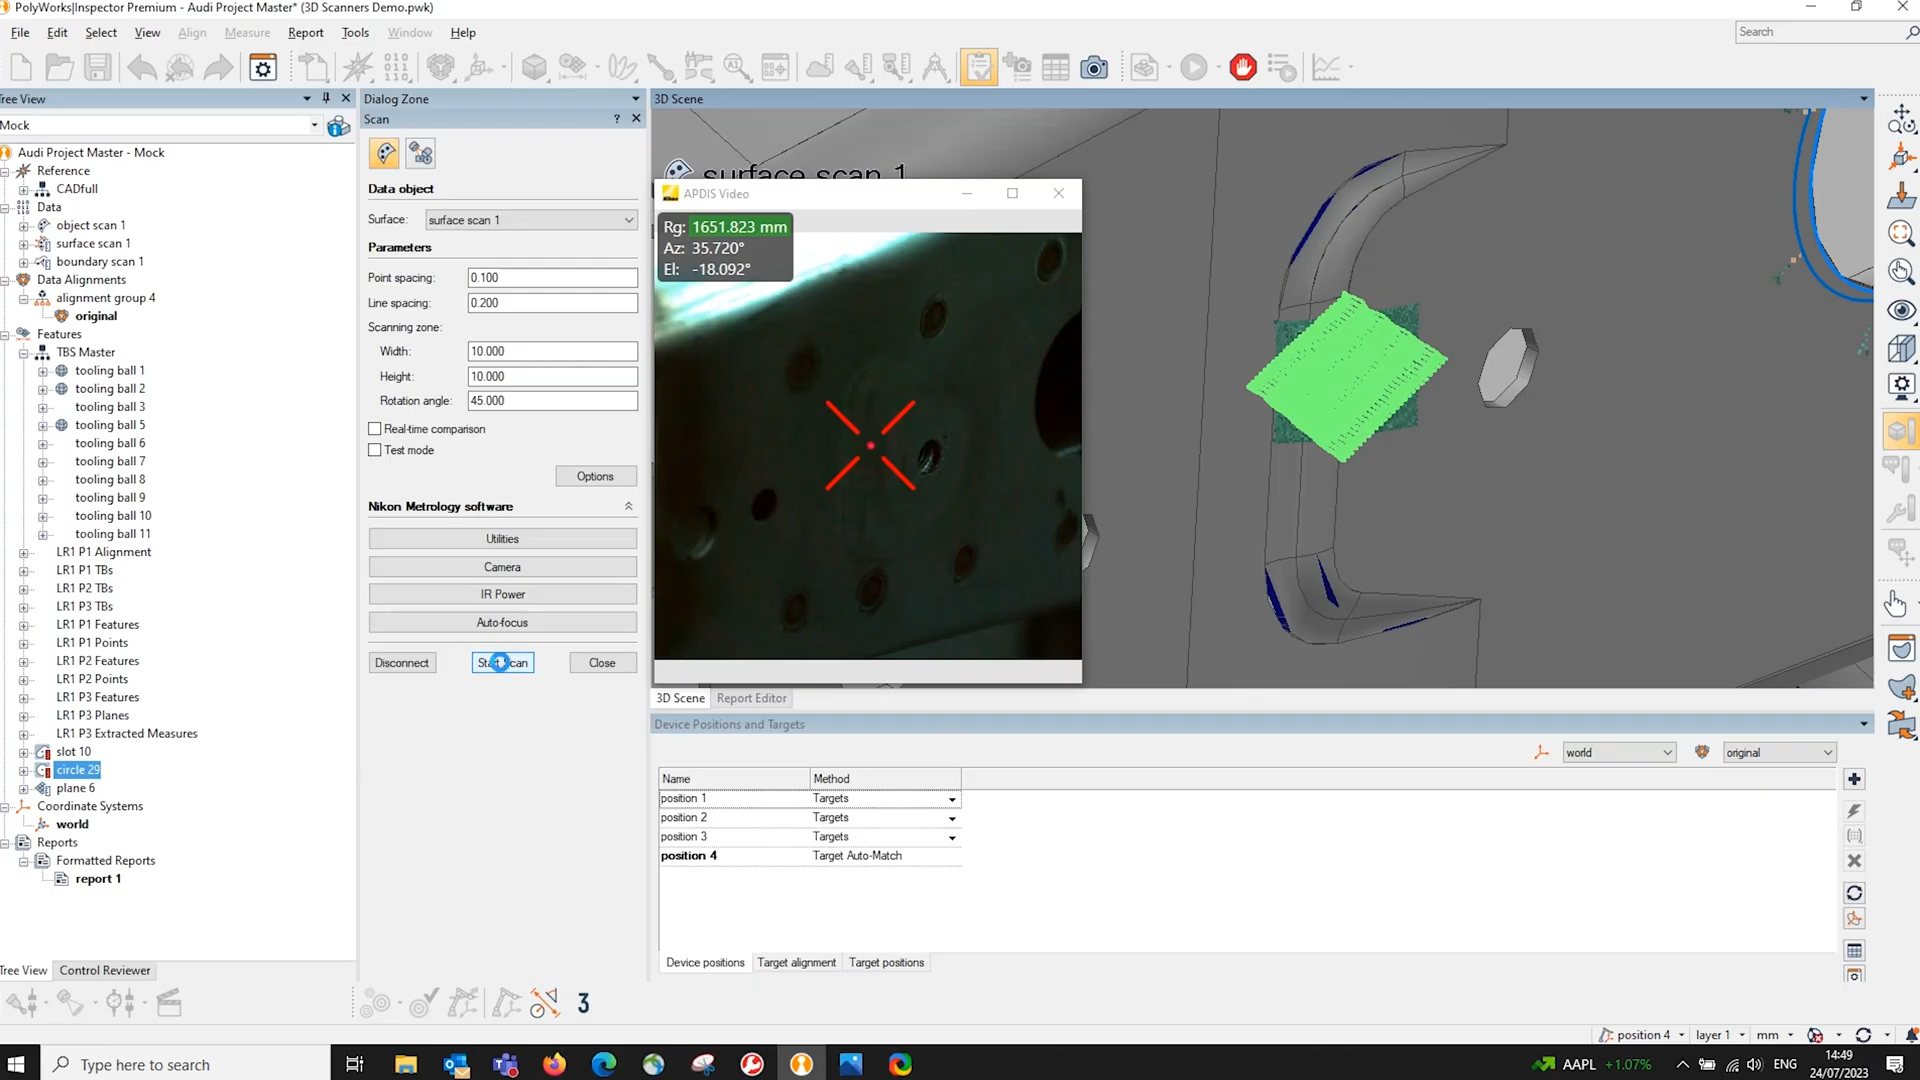 PolyWorks|Inspector Premium - Audi Project Master* (3D Scanners Demo.pwk)
File Edit Select View Align Measure Report Tools Window Help
Search
Tree View
Mock
Audi Project Master - Mock
Reference
CADfull
Data
object scan 1
surface scan 1
boundary scan 1
Data Alignments
alignment group 4
original
Features
TBS Master
tooling ball 1
tooling ball 2
tooling ball 3
tooling ball 5
tooling ball 6
tooling ball 7
tooling ball 8
tooling ball 9
tooling ball 10
tooling ball 11
LR1 P1 Alignment
LR1 P1 TBs
LR1 P2 TBs
LR1 P3 TBs
LR1 P1 Features
LR1 P1 Points
LR1 P2 Features
LR1 P2 Points
LR1 P3 Features
LR1 P3 Planes
LR1 P3 Extracted Measures
slot 10
circle 29
plane 6
Coordinate Systems
world
Reports
Formatted Reports
report 1
Tree View Control Reviewer
Dialog Zone
Scan
?
Data object
Surface: surface scan 1
Parameters
Point spacing: 0.100
Line spacing: 0.200
Scanning zone:
Width: 10.000
Height: 10.000
Rotation angle: 45.000
Real-time comparison
Test mode
Options
Nikon Metrology software
Utilities
Camera
IR Power
Auto-focus
Disconnect Start Scan Close
3D Scene
surface scan 1
APDIS Video
Rg: 1651.823 mm
Az: 35.720°
El: -18.092°
3D Scene Report Editor
Device Positions and Targets
world original
Name Method
position 1 Targets
position 2 Targets
position 3 Targets
position 4 Target Auto-Match
Device positions Target alignment Target positions
3
position 4 layer 1 mm
Type here to search
AAPL +1.07%
ENG
14:49
24/07/2023